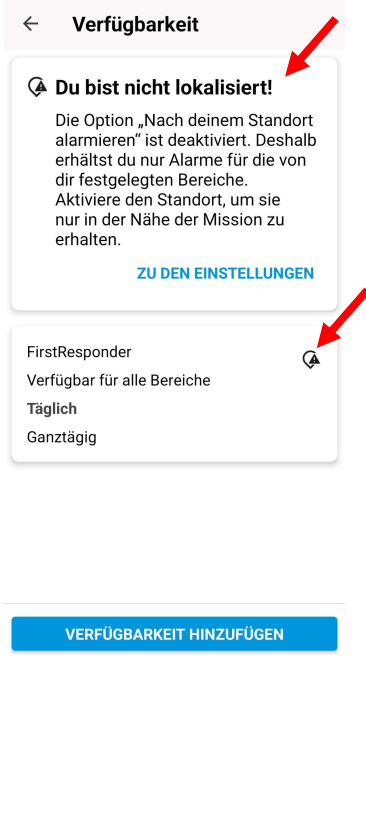 Verfügbarkeit
Du bist nicht lokalisiert!
Die Option „Nach deinem Standort
alarmieren“ ist deaktiviert. Deshalb
erhältst du nur Alarme für die von
dir festgelegten Bereiche.
Aktiviere den Standort, um sie
nur in der Nähe der Mission zu
erhalten.
ZU DEN EINSTELLUNGEN
FirstResponder
Verfügbar für alle Bereiche
Täglich
Ganztägig
VERFÜGBARKEIT HINZUFÜGEN